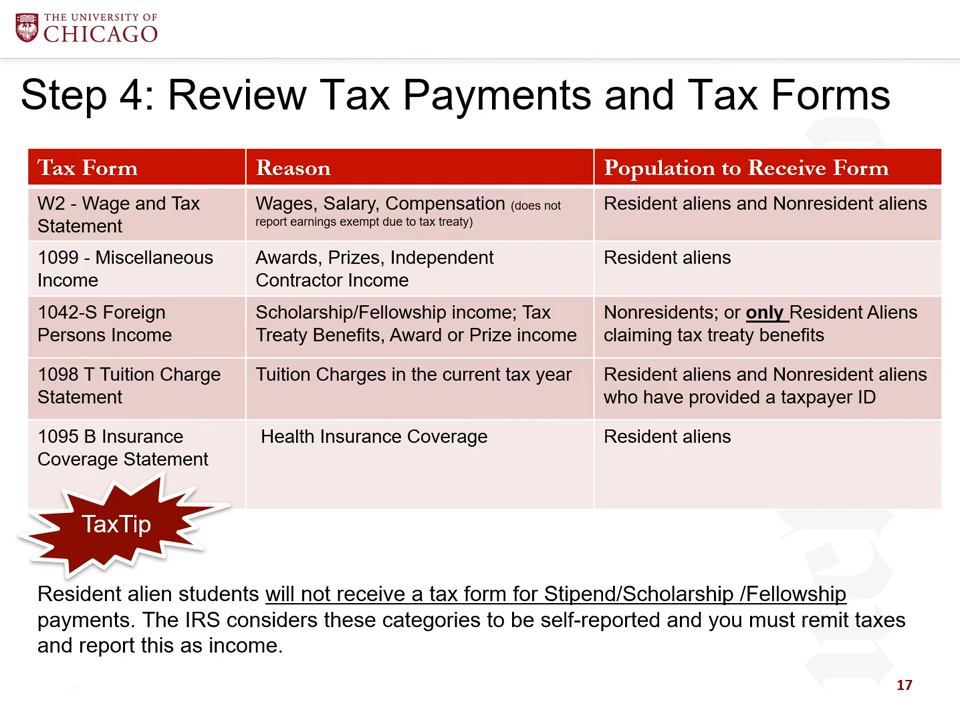 THE UNIVERSITY OF
CHICAGO
Step 4: Review Tax Payments and Tax Forms
Tax Form
Reason
Population to Receive Form
W2 - Wage and Tax
Statement
Wages, Salary, Compensation (does not
report earnings exempt due to tax treaty)
Resident aliens and Nonresident aliens
1099 - Miscellaneous
Income
Awards, Prizes, Independent
Contractor Income
Resident aliens
1042-S Foreign
Persons Income
Scholarship/Fellowship income; Tax
Treaty Benefits, Award or Prize income
Nonresidents; or only Resident Aliens
claiming tax treaty benefits
1098 T Tuition Charge
Statement
Tuition Charges in the current tax year
Resident aliens and Nonresident aliens
who have provided a taxpayer ID
1095 B Insurance
Coverage Statement
Health Insurance Coverage
Resident aliens
TaxTip
Resident alien students will not receive a tax form for Stipend/Scholarship /Fellowship
payments. The IRS considers these categories to be self-reported and you must remit taxes
and report this as income.
17